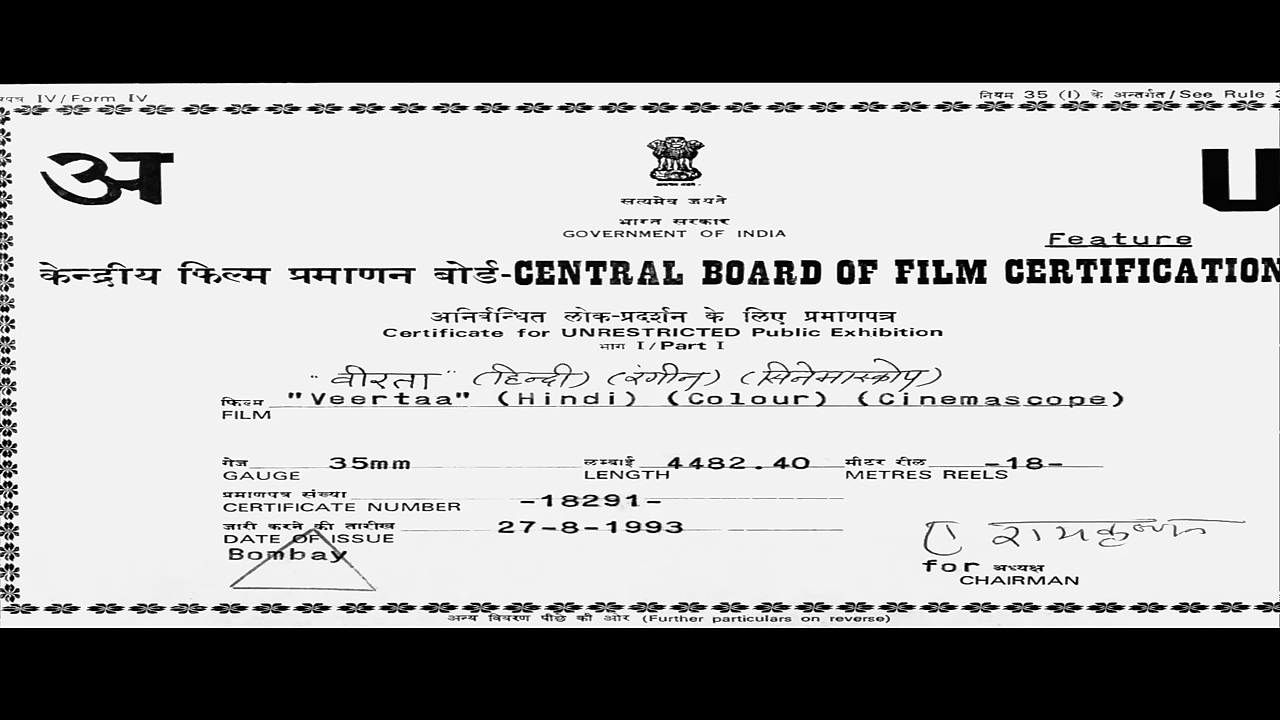 IV/Form IV
नियम 35 (I) के अन्तर्गत/See Rule
अ
U
सत्यमेव जयते
भारत सरकार
GOVERNMENT OF INDIA
Feature
केन्द्रीय फिल्म प्रमाणन बोर्ड-CENTRAL BOARD OF FILM CERTIFICATION
अनिर्बन्धित लोक-प्रदर्शन के लिए प्रमाणपत्र
Certificate for UNRESTRICTED Public Exhibition
भाग I/Part I
"वीरता" (हिन्दी) (रंगीन) (सिनेमास्कोप)
फिल्म "Veertaa" (Hindi) (Colour) (Cinemascope)
FILM
गेज 35mm लम्बाई 4482.40 मीटर रील -18-
GAUGE LENGTH METRES REELS
प्रमाणपत्र संख्या -18291-
CERTIFICATE NUMBER
जारी करने की तारीख 27-8-1993
DATE OF ISSUE
Bombay
ए रामकृष्णन
for अध्यक्ष
CHAIRMAN
अन्य विवरण पीछे की ओर (Further particulars on reverse)